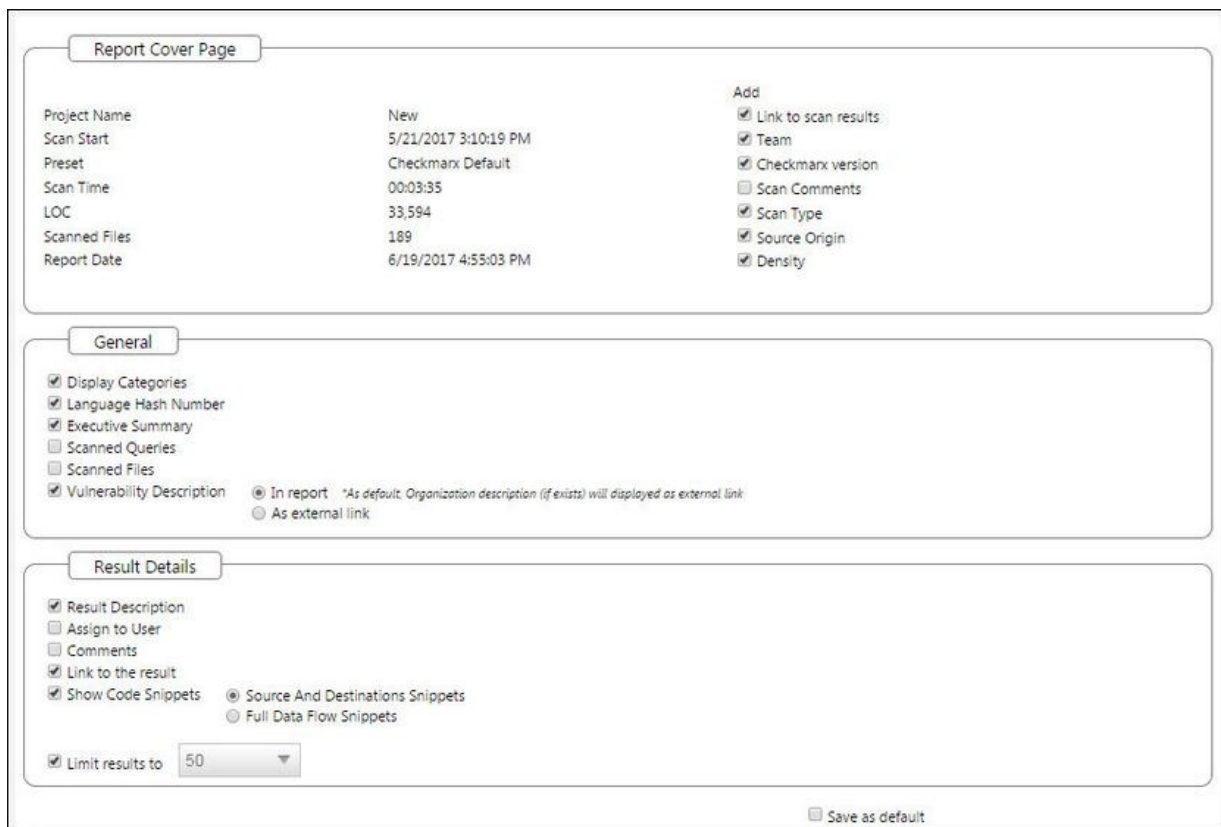 Report Cover Page
Add
Project Name New Link to scan results
Scan Start 5/21/2017 3:10:19 PM Team
Preset Checkmarx Default Checkmarx version
Scan Time 00:03:35 Scan Comments
LOC 33,594 Scan Type
Scanned Files 189 Source Origin
Report Date 6/19/2017 4:55:03 PM Density
General
Display Categories
Language Hash Number
Executive Summary
Scanned Queries
Scanned Files
Vulnerability Description In report *As default, Organization description (if exists) will displayed as external link
As external link
Result Details
Result Description
Assign to User
Comments
Link to the result
Show Code Snippets Source And Destinations Snippets
Full Data Flow Snippets
Limit results to 50
Save as default